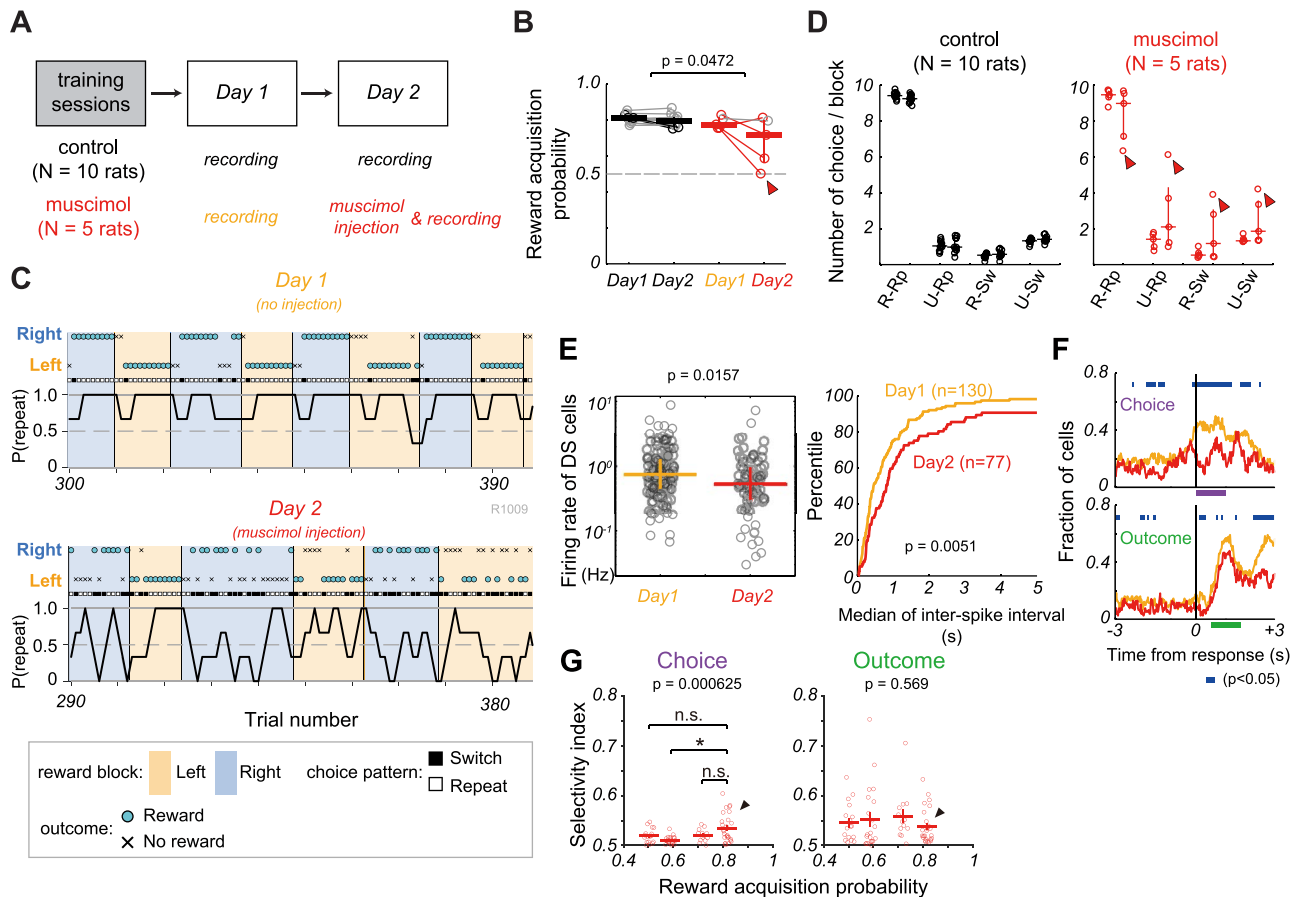 A
training
sessions
Day 1
Day 2
control
(N = 10 rats)
recording
recording
muscimol
(N = 5 rats)
recording
muscimol
injection
& recording
B
p = 0.0472
Reward acquisition
probability
1.0
0.5
0
Day1 Day2 Day1 Day2
C
Day 1
(no injection)
Right
Left
P(repeat)
1.0
0.5
0
300
390
Day 2
(muscimol injection)
R1009
Right
Left
P(repeat)
1.0
0.5
0
290
380
Trial number
reward block:
Left
Right
choice pattern:
Switch
Repeat
outcome:
Reward
No reward
D
control
(N = 10 rats)
muscimol
(N = 5 rats)
Number of choice / block
10
8
6
4
2
R-Rp
U-Rp
R-Sw
U-Sw
10
8
6
4
2
R-Rp
U-Rp
R-Sw
U-Sw
E
p = 0.0157
Firing rate of DS cells
(Hz)
10¹
10⁰
10⁻¹
Day1
Day2
Percentile
100
80
60
40
20
0
Day1 (n=130)
Day2 (n=77)
p = 0.0051
0 1 2 3 4 5
Median of inter-spike interval
(s)
F
Fraction of cells
0.8
0.4
0
Choice
0.8
0.4
0
Outcome
-3 0 +3
Time from response (s)
(p<0.05)
G
Choice
p = 0.000625
Selectivity index
0.8
0.7
0.6
0.5
n.s.
*
n.s.
0.4 0.6 0.8 1
Outcome
p = 0.569
0.8
0.7
0.6
0.5
0.4 0.6 0.8 1
Reward acquisition probability